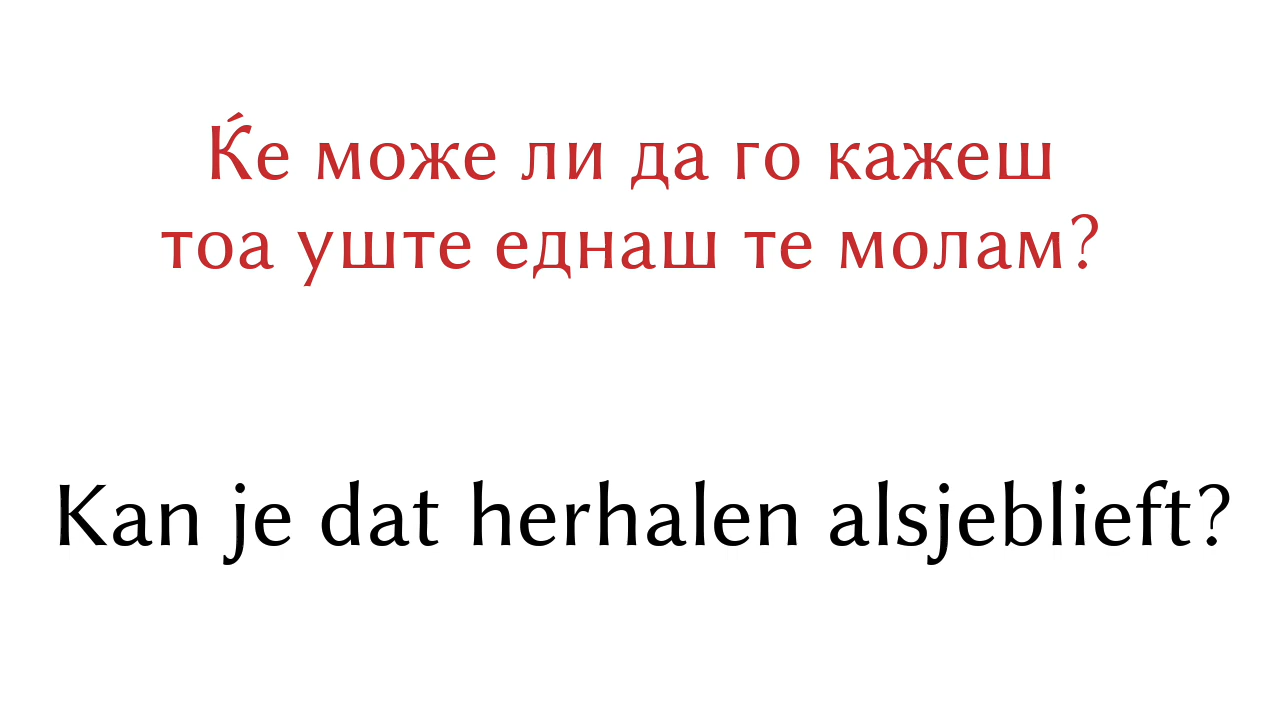 Ќе може ли да го кажеш
тоа уште еднаш те молам?
Kan je dat herhalen alsjeblieft?